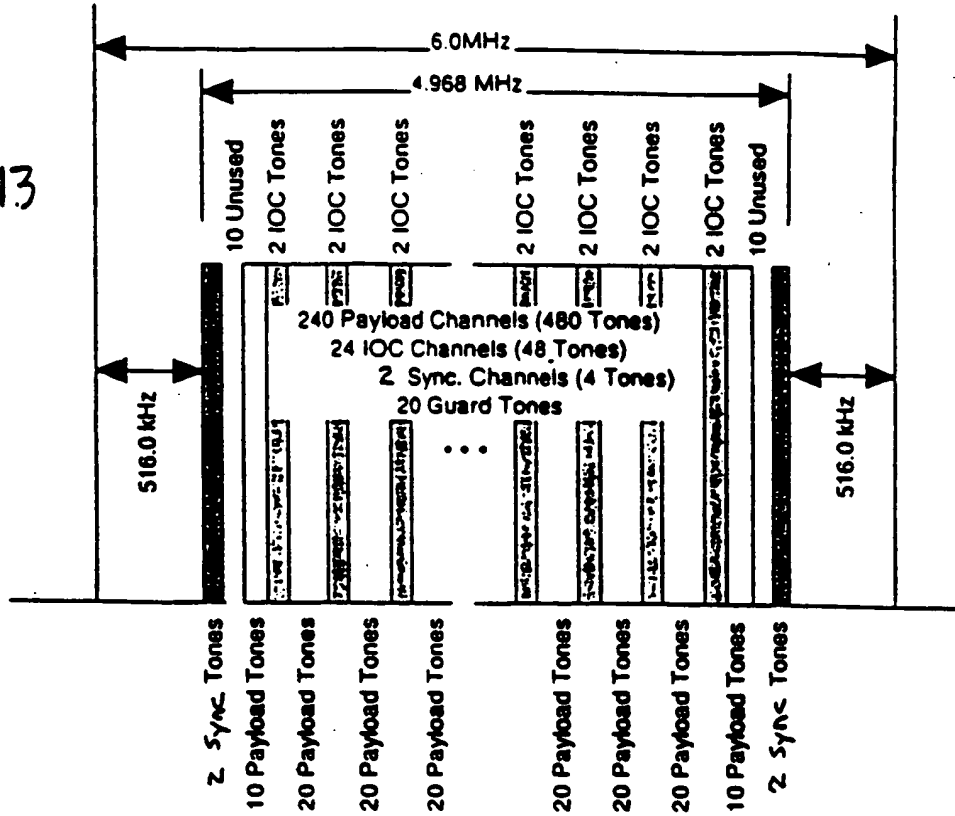 6.0MHz
4.968 MHz
13
10 Unused
2 IOC Tones
2 IOC Tones
2 IOC Tones
2 IOC Tones
2 IOC Tones
2 IOC Tones
2 IOC Tones
10 Unused
240 Payload Channels (480 Tones)
24 IOC Channels (48 Tones)
2 Sync. Channels (4 Tones)
20 Guard Tones
516.0 kHz
• • •
516.0 kHz
2 Sync Tones
10 Payload Tones
20 Payload Tones
20 Payload Tones
20 Payload Tones
20 Payload Tones
20 Payload Tones
20 Payload Tones
10 Payload Tones
2 Sync Tones